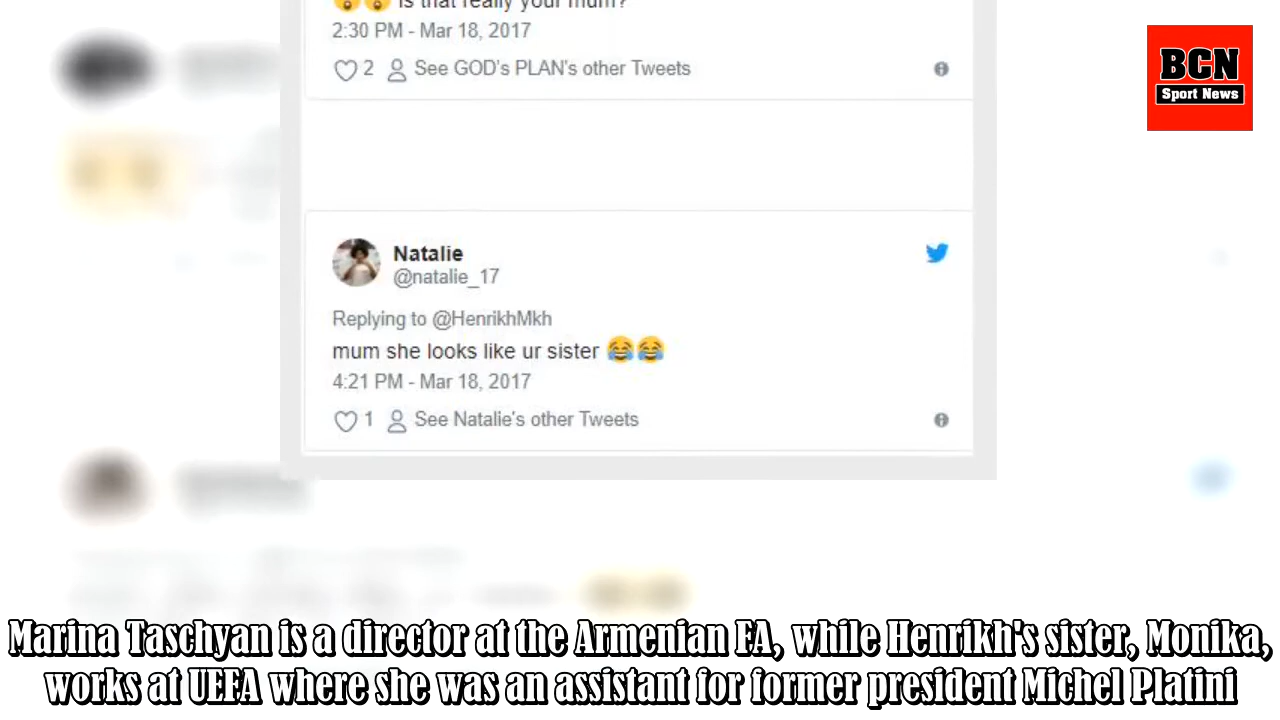 is that really your mum?
2:30 PM - Mar 18, 2017
2 See GOD's PLAN's other Tweets
BCN
Sport News
Natalie
@natalie_17
Replying to @HenrikhMkh
mum she looks like ur sister 😂😂
4:21 PM - Mar 18, 2017
1 See Natalie's other Tweets
Marina Taschyan is a director at the Armenian FA, while Henrikh's sister, Monika,
works at UEFA where she was an assistant for former president Michel Platini